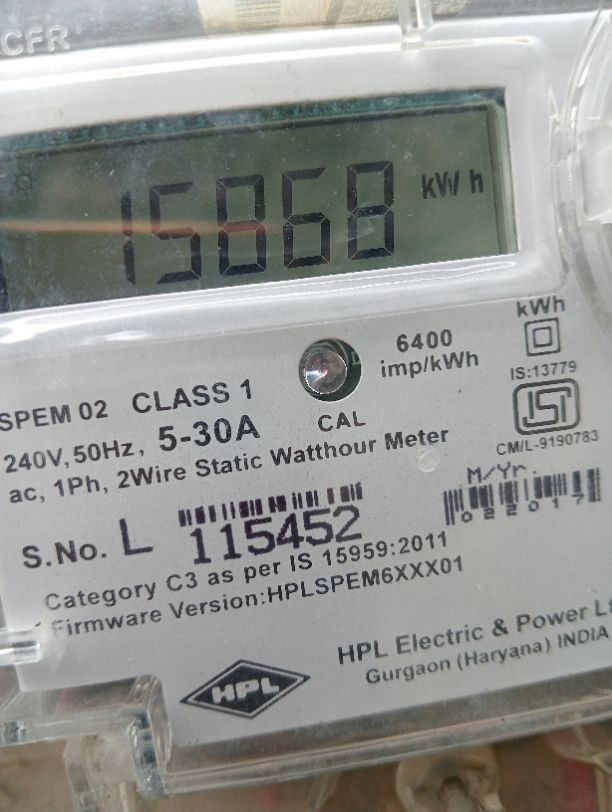 CFR
15868 kWh
kWh
6400
imp/kWh
IS:13779
ISI
CM/L-9190783
SPEM 02 CLASS 1
CAL
240V, 50Hz, 5-30A
ac, 1Ph, 2Wire Static Watthour Meter
M/Yr.
022017
S.No. L 115452
Category C3 as per IS 15959:2011
Firmware Version:HPLSPEM6XXX01
HPL Electric & Power Lt
Gurgaon (Haryana) INDIA
HPL